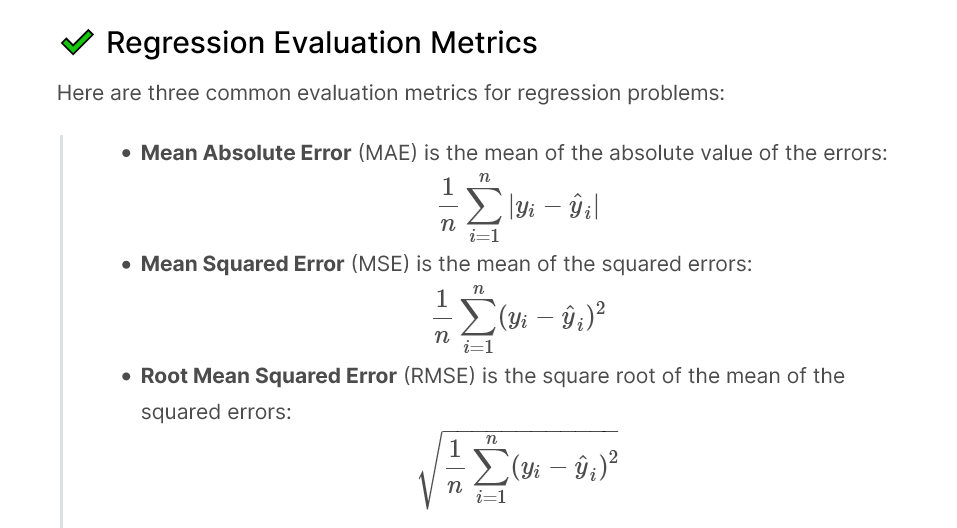 ✔ Regression Evaluation Metrics
Here are three common evaluation metrics for regression problems:
• Mean Absolute Error (MAE) is the mean of the absolute value of the errors:
$\frac{1}{n} \sum_{i=1}^{n} |y_i - \hat{y}_i|$
• Mean Squared Error (MSE) is the mean of the squared errors:
$\frac{1}{n} \sum_{i=1}^{n} (y_i - \hat{y}_i)^2$
• Root Mean Squared Error (RMSE) is the square root of the mean of the
squared errors:
$\sqrt{\frac{1}{n} \sum_{i=1}^{n} (y_i - \hat{y}_i)^2}$